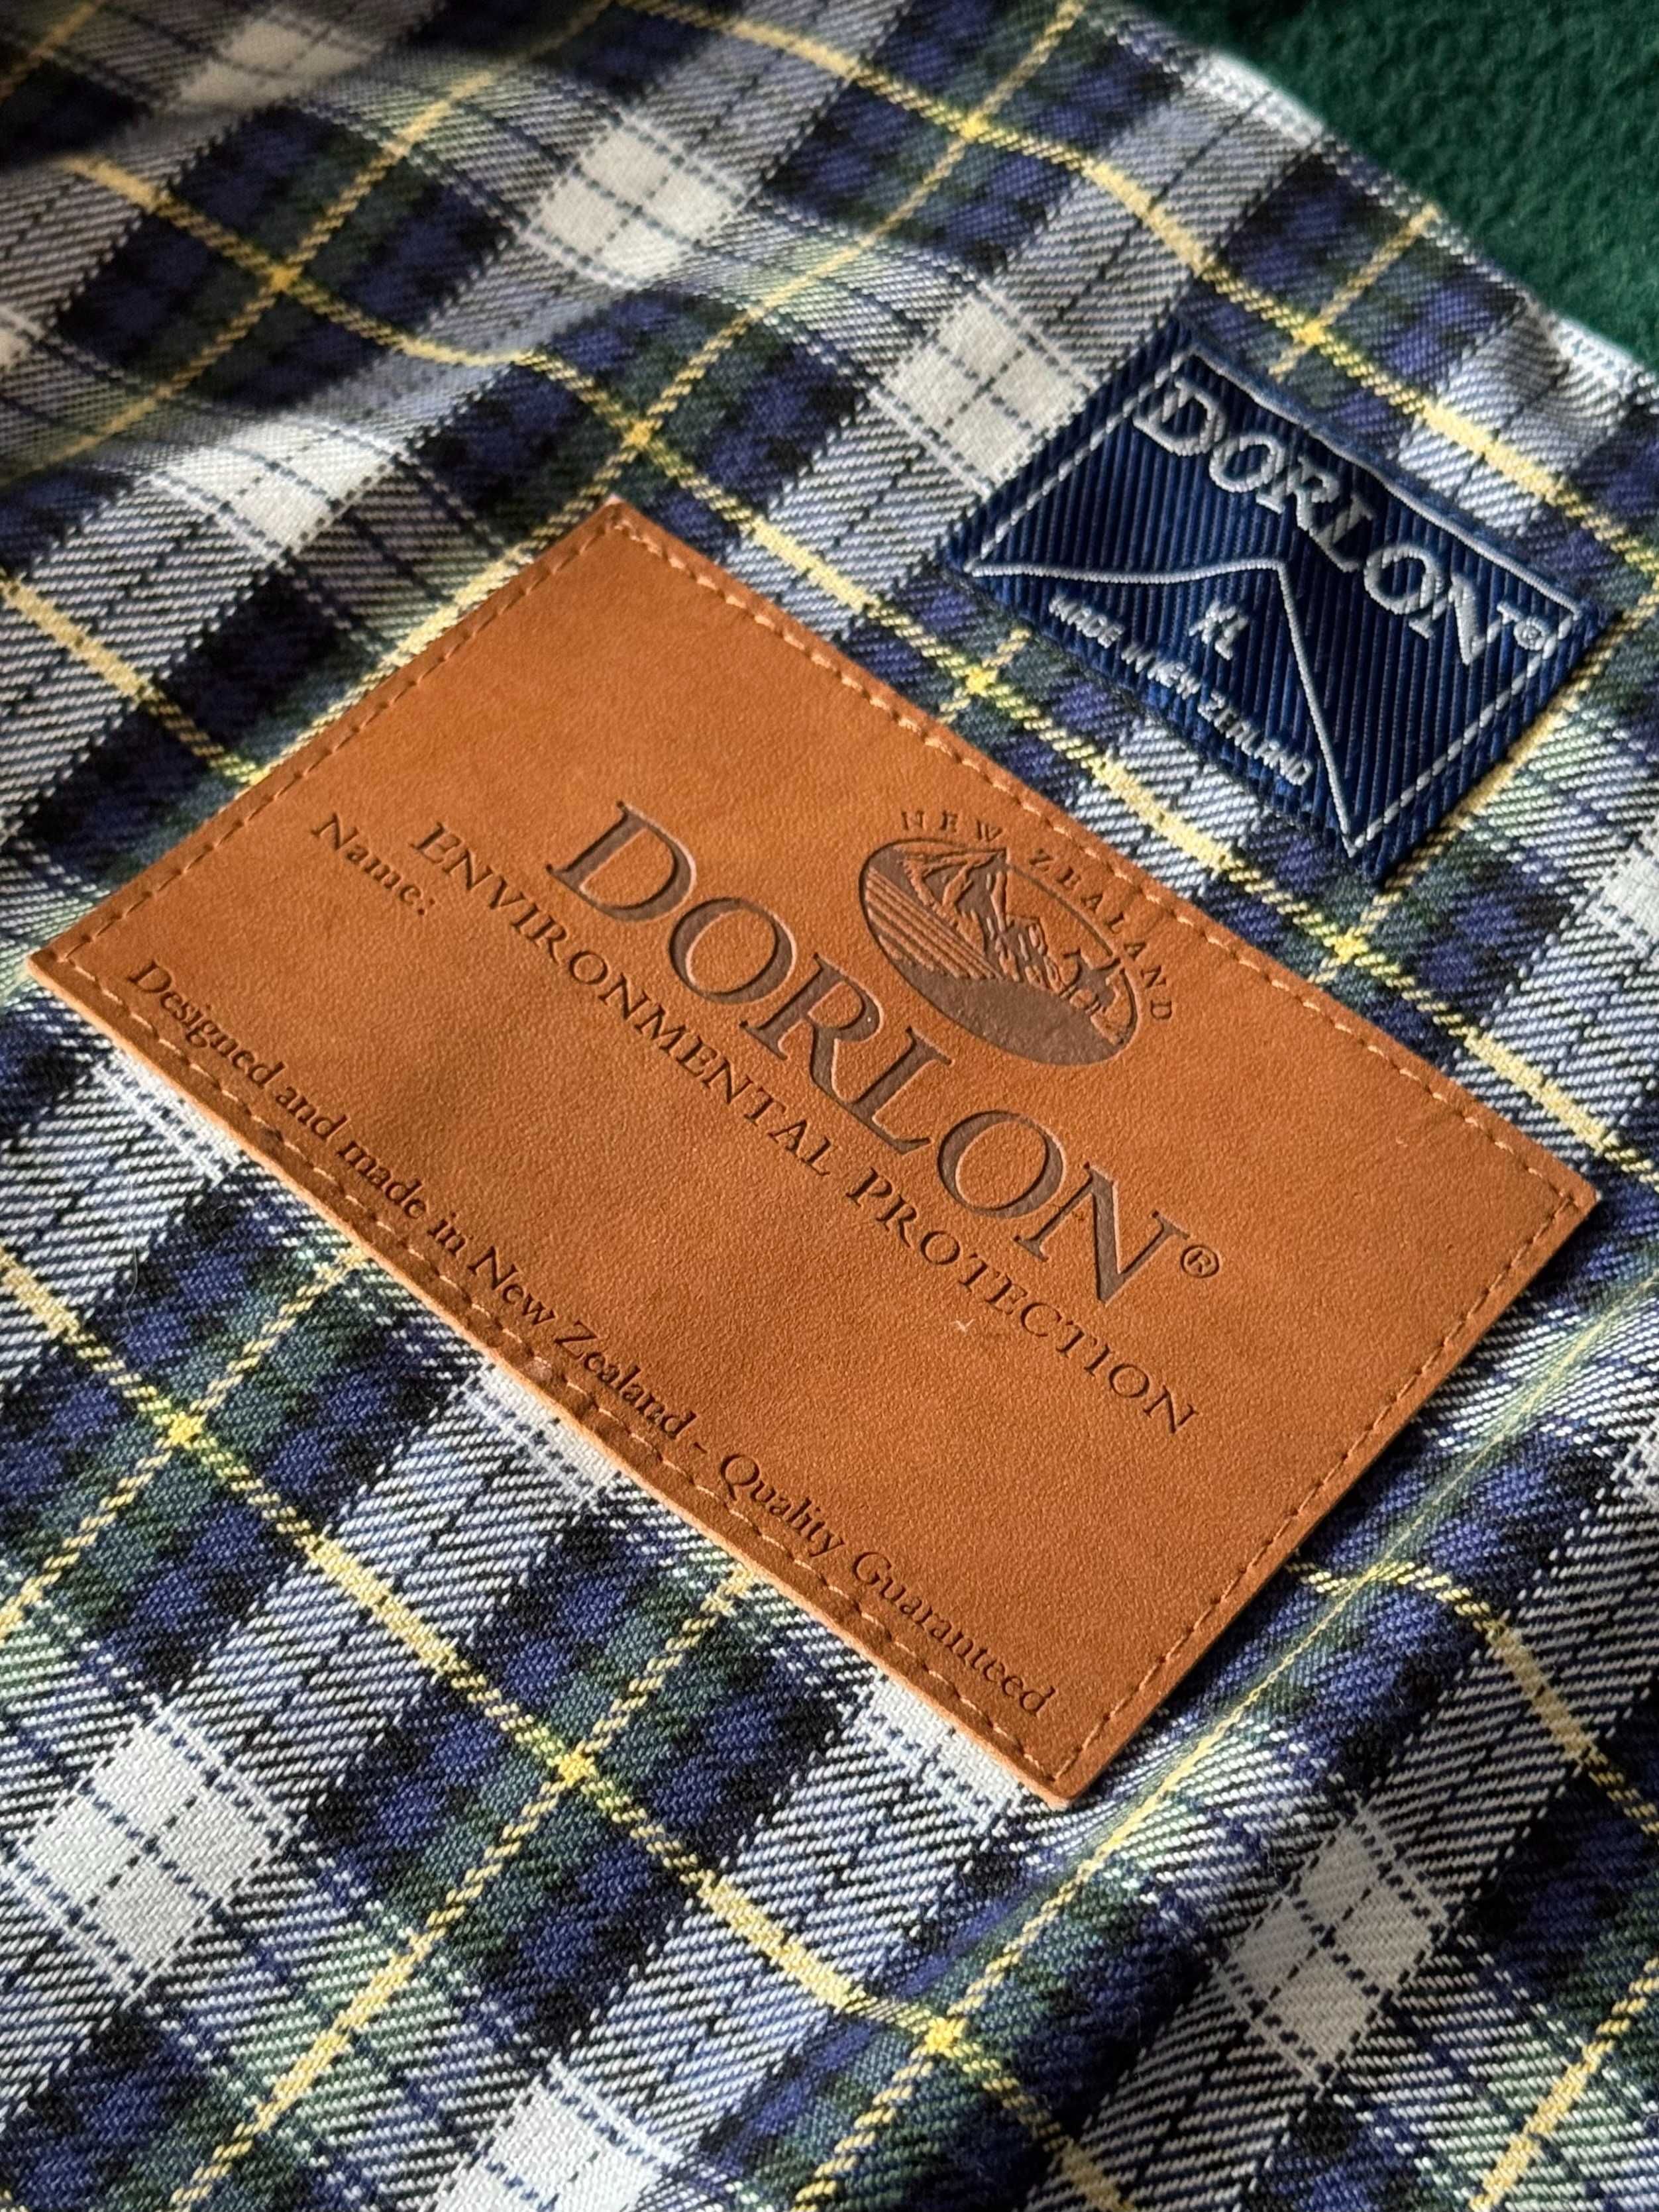 DORLON®
XL
MADE IN NEW ZEALAND
NEW ZEALAND
DORLON®
ENVIRONMENTAL PROTECTION
Name:
Designed and made in New Zealand - Quality Guaranteed